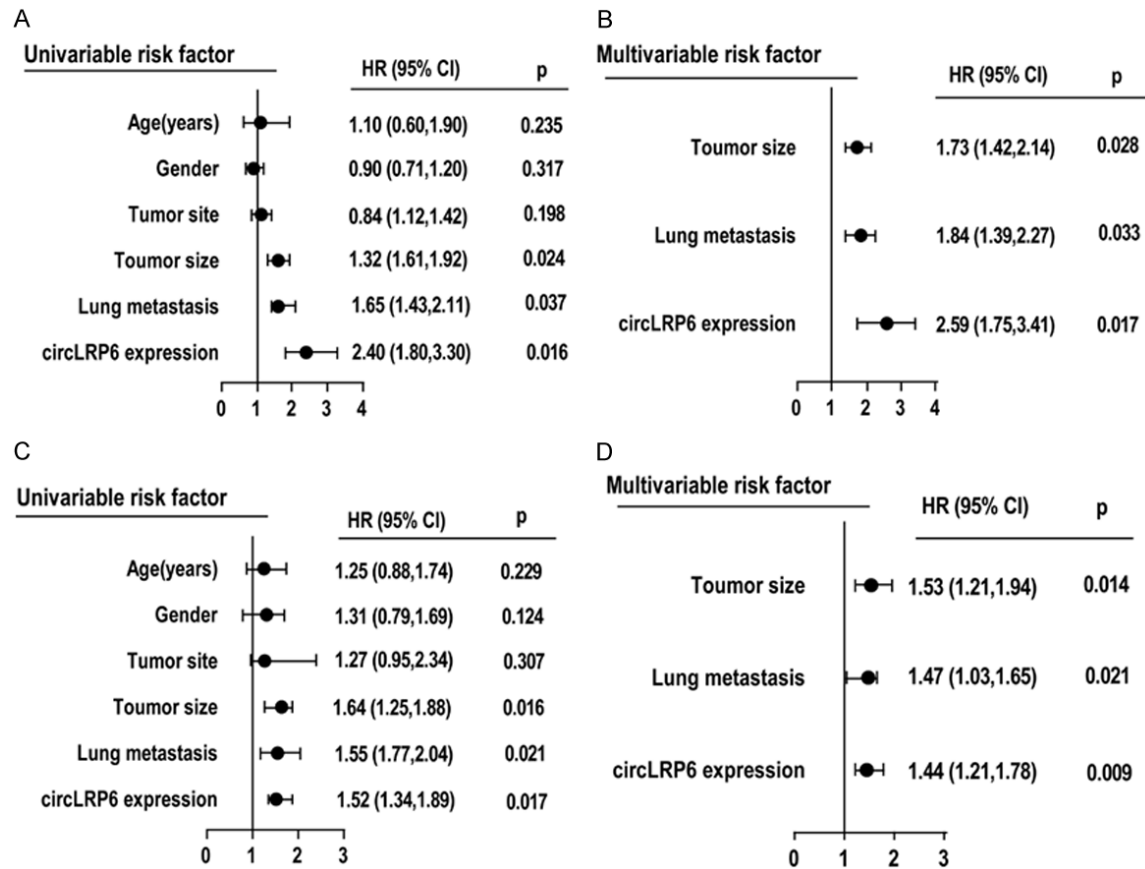 A
Univariable risk factor HR (95% CI) p
Age(years) 1.10 (0.60,1.90) 0.235
Gender 0.90 (0.71,1.20) 0.317
Tumor site 0.84 (1.12,1.42) 0.198
Toumor size 1.32 (1.61,1.92) 0.024
Lung metastasis 1.65 (1.43,2.11) 0.037
circLRP6 expression 2.40 (1.80,3.30) 0.016
0 1 2 3 4
B
Multivariable risk factor HR (95% CI) p
Toumor size 1.73 (1.42,2.14) 0.028
Lung metastasis 1.84 (1.39,2.27) 0.033
circLRP6 expression 2.59 (1.75,3.41) 0.017
0 1 2 3 4
C
Univariable risk factor HR (95% CI) p
Age(years) 1.25 (0.88,1.74) 0.229
Gender 1.31 (0.79,1.69) 0.124
Tumor site 1.27 (0.95,2.34) 0.307
Toumor size 1.64 (1.25,1.88) 0.016
Lung metastasis 1.55 (1.77,2.04) 0.021
circLRP6 expression 1.52 (1.34,1.89) 0.017
0 1 2 3
D
Multivariable risk factor HR (95% CI) p
Toumor size 1.53 (1.21,1.94) 0.014
Lung metastasis 1.47 (1.03,1.65) 0.021
circLRP6 expression 1.44 (1.21,1.78) 0.009
0 1 2 3